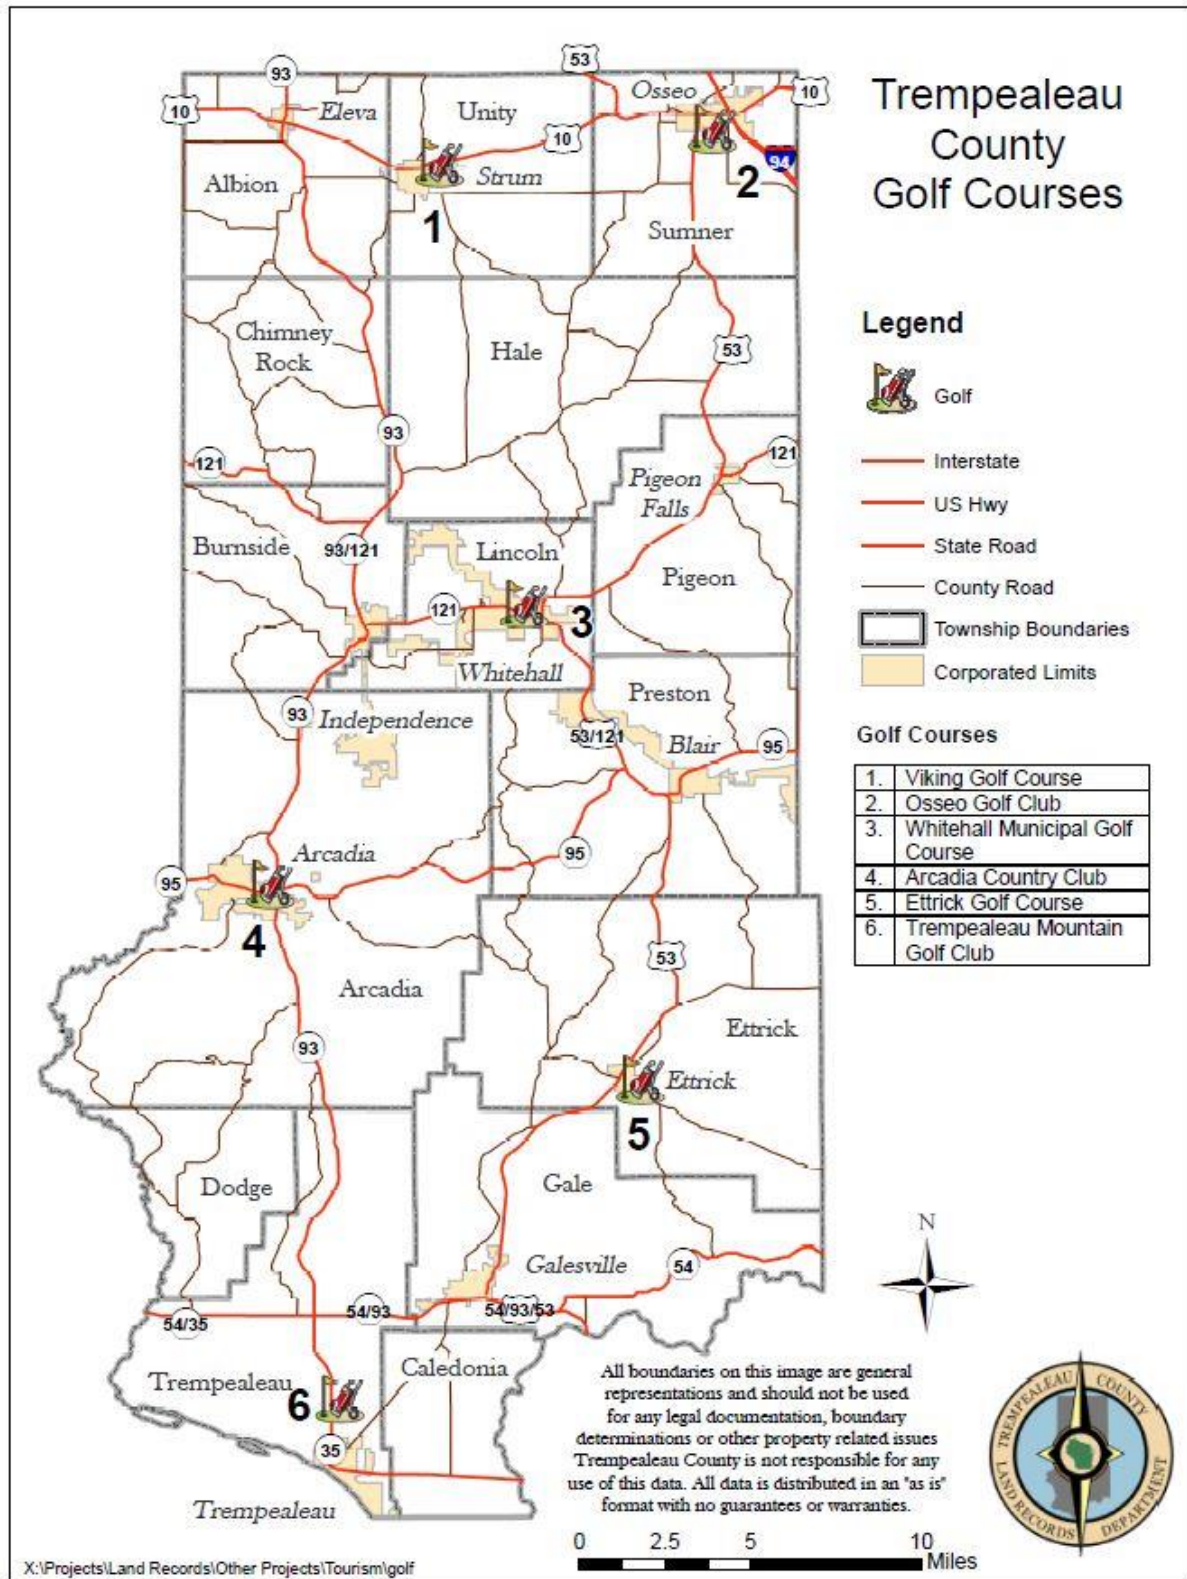 Trempealeau
County
Golf Courses
53
93
Osseo
10
10
Eleva
Unity
10
94
Albion
Strum
2
1
Sumner
Chimney
Rock
Hale
53
93
121
121
Pigeon
Falls
Burnside
93/121
Lincoln
Pigeon
121
3
Whitehall
Preston
93
Independence
53/121
Blair
95
Arcadia
95
95
4
53
Arcadia
Ettrick
93
Ettrick
5
Dodge
Gale
Galesville
54
54/35
54/93
54/93/53
Trempealeau
Caledonia
6
35
Trempealeau
Legend
Golf
Interstate
US Hwy
State Road
County Road
Township Boundaries
Corporated Limits
Golf Courses
1. Viking Golf Course
2. Osseo Golf Club
3. Whitehall Municipal Golf
Course
4. Arcadia Country Club
5. Ettrick Golf Course
6. Trempealeau Mountain
Golf Club
N
All boundaries on this image are general
representations and should not be used
for any legal documentation, boundary
determinations or other property related issues
Trempealeau County is not responsible for any
use of this data. All data is distributed in an "as is"
format with no guarantees or warranties.
TREMPEALEAU COUNTY
LAND RECORDS DEPARTMENT
0 2.5 5 10
Miles
X:\Projects\Land Records\Other Projects\Tourism\golf